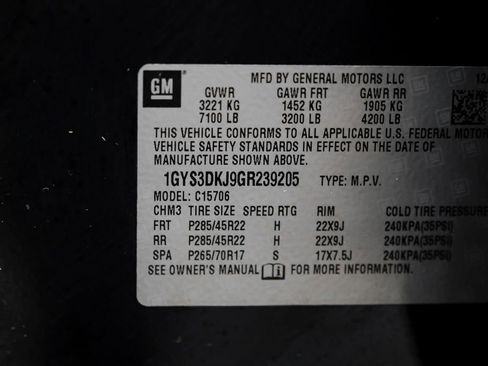 GM
MFD BY GENERAL MOTORS LLC 12/
GVWR GAWR FRT GAWR RR
3221 KG 1452 KG 1905 KG
7100 LB 3200 LB 4200 LB
THIS VEHICLE CONFORMS TO ALL APPLICABLE U.S. FEDERAL MOTOR
VEHICLE SAFETY STANDARDS IN EFFECT ON THE DATE OF
MANUFACTURE SHOWN ABOVE.
1GYS3DKJ9GR239205 TYPE: M.P.V.
MODEL: C15706
CHM3 TIRE SIZE SPEED RTG RIM COLD TIRE PRESSURE
FRT P285/45R22 H 22X9J 240KPA(35PSI)
RR P285/45R22 H 22X9J 240KPA(35PSI)
SPA P265/70R17 S 17X7.5J 240KPA(35PSI)
SEE OWNER'S MANUAL FOR MORE INFORMATION.